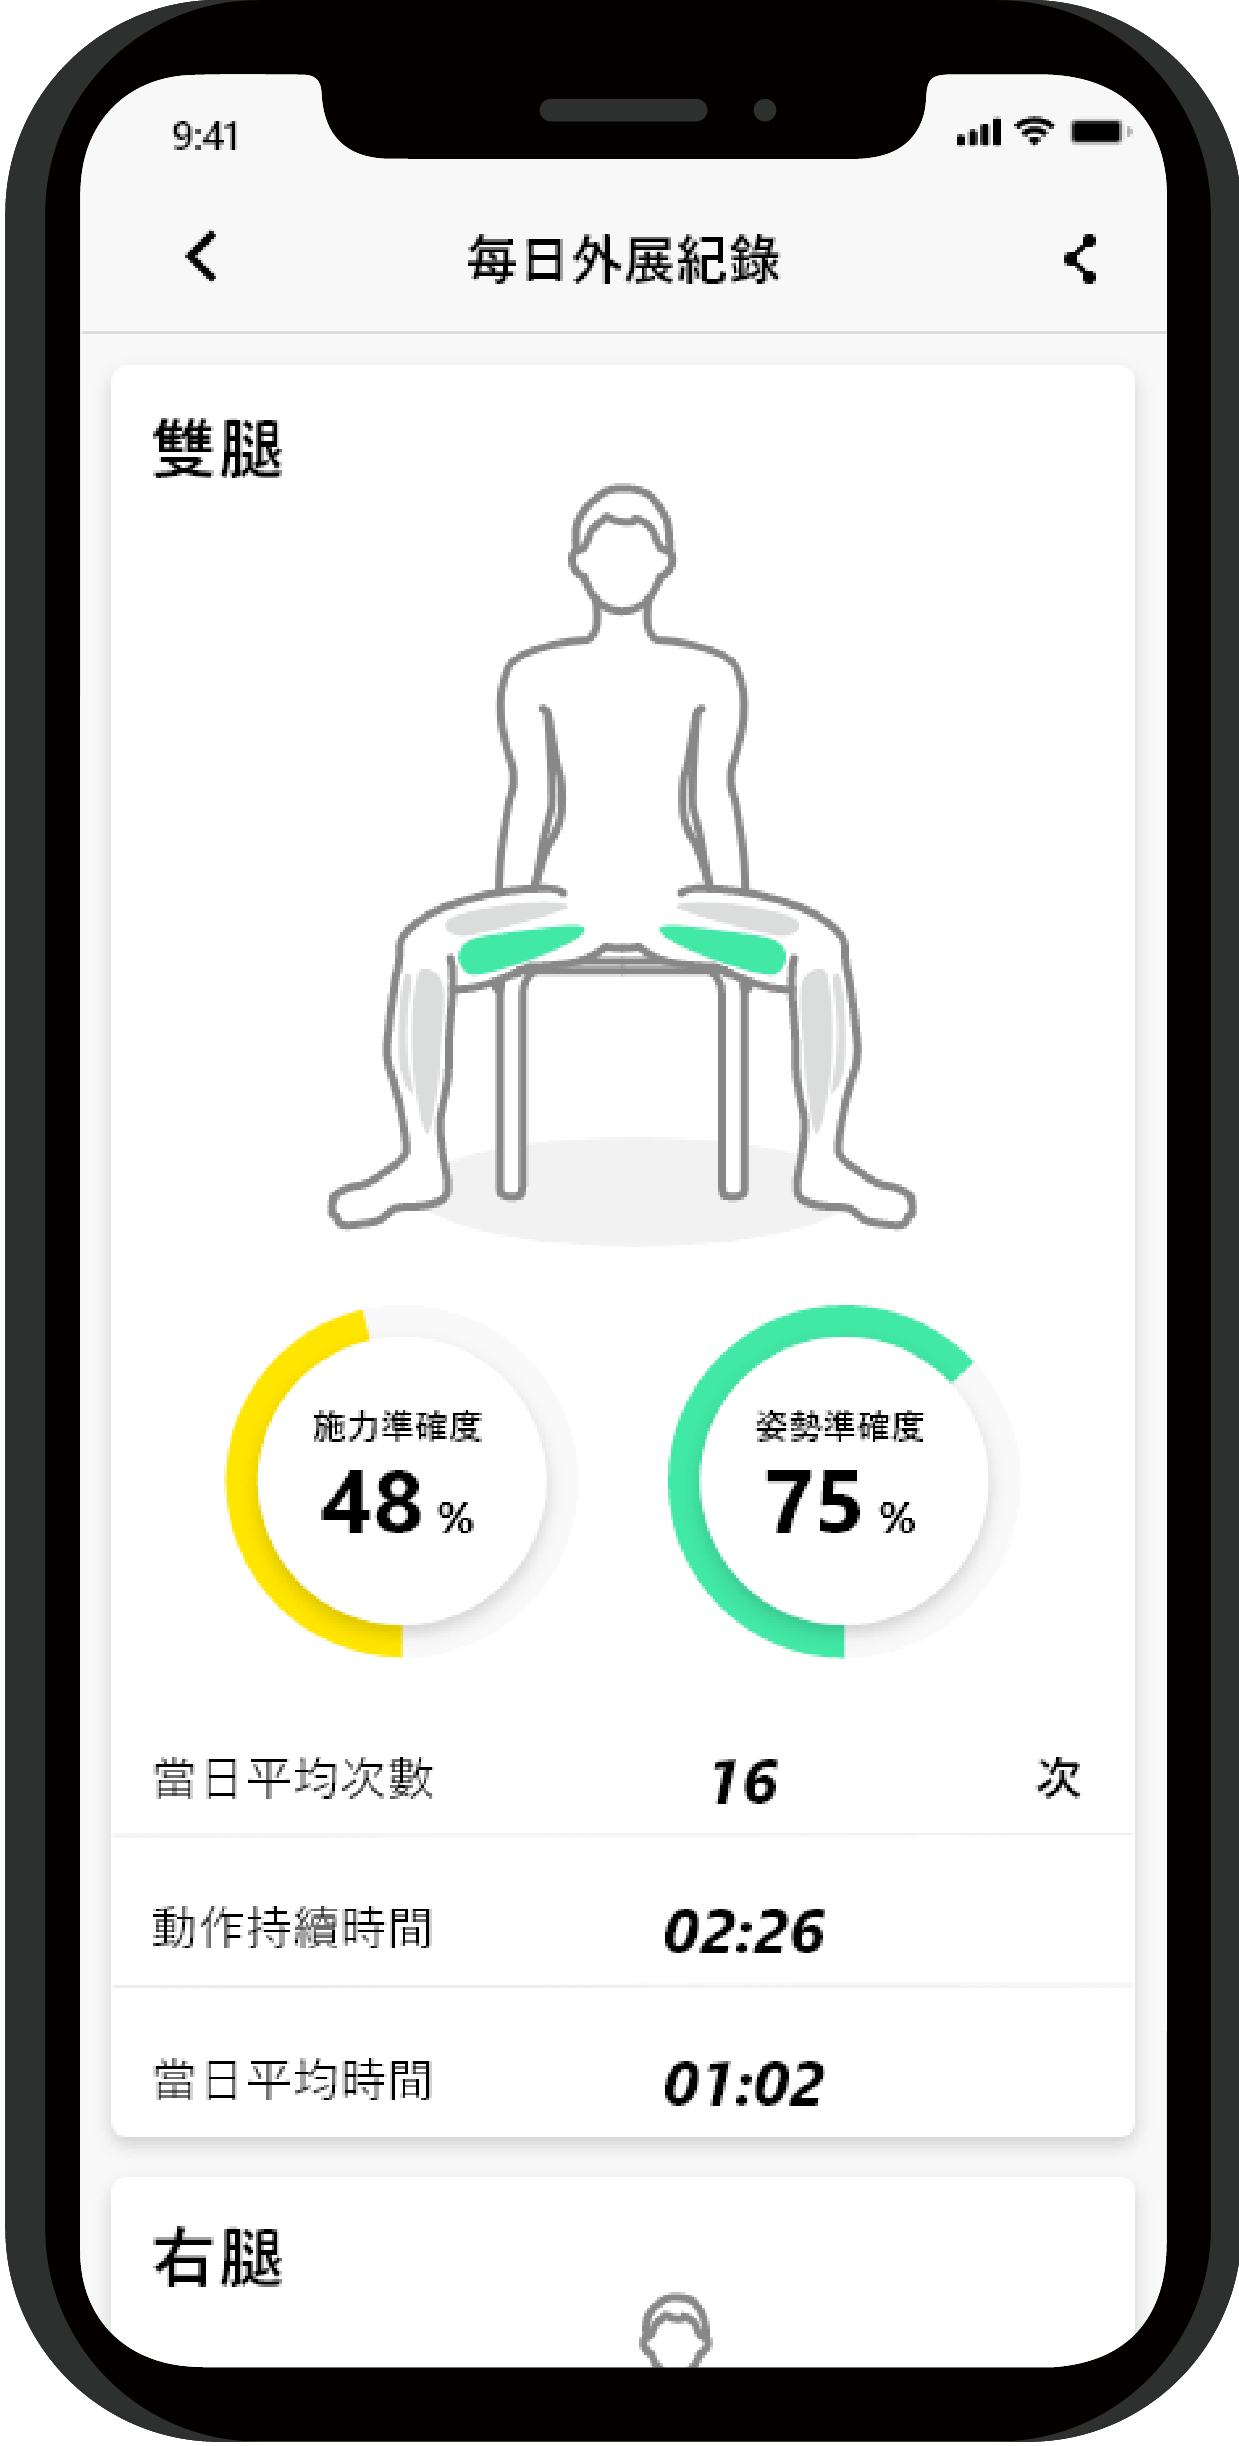 9:41
每日外展紀錄
雙腿
施力準確度
48 %
姿勢準確度
75 %
當日平均次數 16 次
動作持續時間 02:26
當日平均時間 01:02
右腿